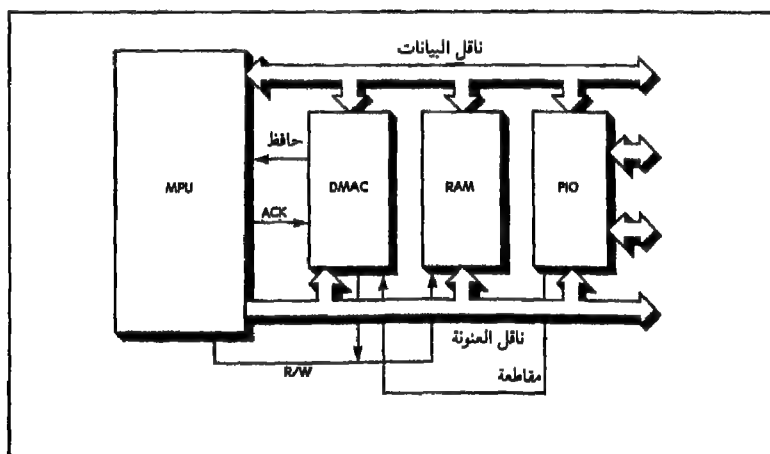 ناقل البيانات
حافظ
MPU
DMAC
RAM
PIO
ACK
ناقل العنونة
R/W
مقاطعة